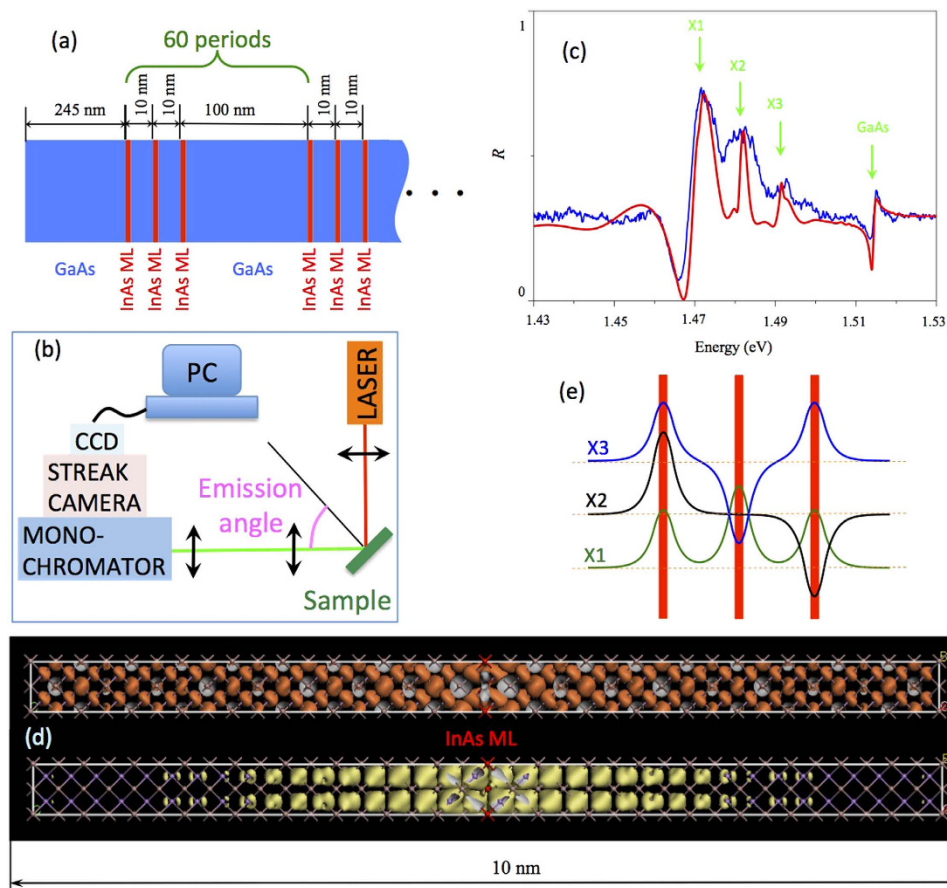 (a)
60 periods
10 nm
10 nm
10 nm
10 nm
245 nm
100 nm
GaAs
InAs ML
InAs ML
InAs ML
GaAs
InAs ML
InAs ML
InAs ML
(b)
PC
LASER
CCD
STREAK
CAMERA
MONO-
CHROMATOR
Emission
angle
Sample
(c)
1
R
0
X1
X2
X3
GaAs
1.43
1.45
1.47
1.49
1.51
1.53
Energy (eV)
(e)
X3
X2
X1
(d)
InAs ML
10 nm